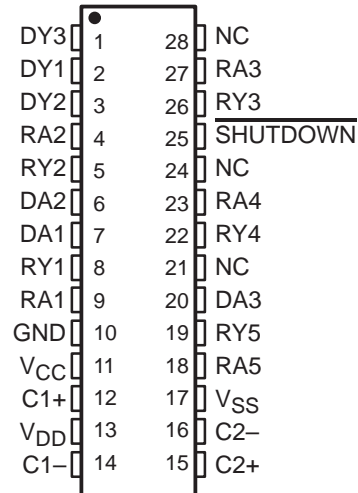 DY3 1 28 NC
DY1 2 27 RA3
DY2 3 26 RY3
RA2 4 25 SHUTDOWN
RY2 5 24 NC
DA2 6 23 RA4
DA1 7 22 RY4
RY1 8 21 NC
RA1 9 20 DA3
GND 10 19 RY5
VCC 11 18 RA5
C1+ 12 17 VSS
VDD 13 16 C2–
C1– 14 15 C2+